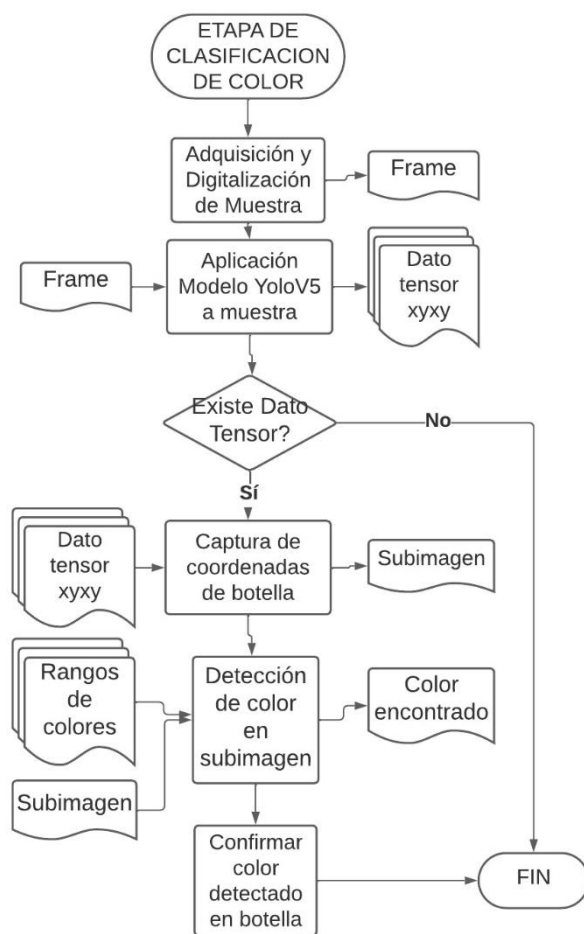 ETAPA DE
CLASIFICACION
DE COLOR
Adquisición y
Digitalización
de Muestra
Frame
Frame
Aplicación
Modelo YoloV5
a muestra
Dato
tensor
xyxy
Existe Dato
Tensor?
No
Sí
Dato
tensor
xyxy
Captura de
coordenadas
de botella
Subimagen
Rangos
de
colores
Detección
de color
en
subimagen
Color
encontrado
Subimagen
Confirmar
color
detectado
en botella
FIN